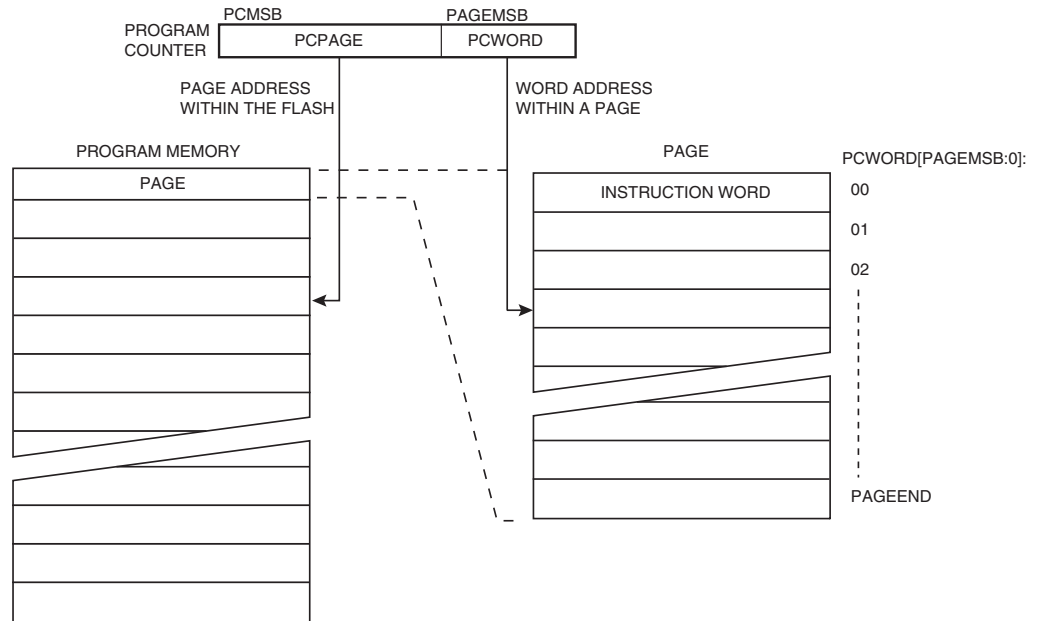 PCMSB
PAGEMSB
PROGRAM
COUNTER
PCPAGE
PCWORD
PAGE ADDRESS
WITHIN THE FLASH
WORD ADDRESS
WITHIN A PAGE
PROGRAM MEMORY
PAGE
PAGE
INSTRUCTION WORD
PCWORD[PAGEMSB:0]:
00
01
02
PAGEEND